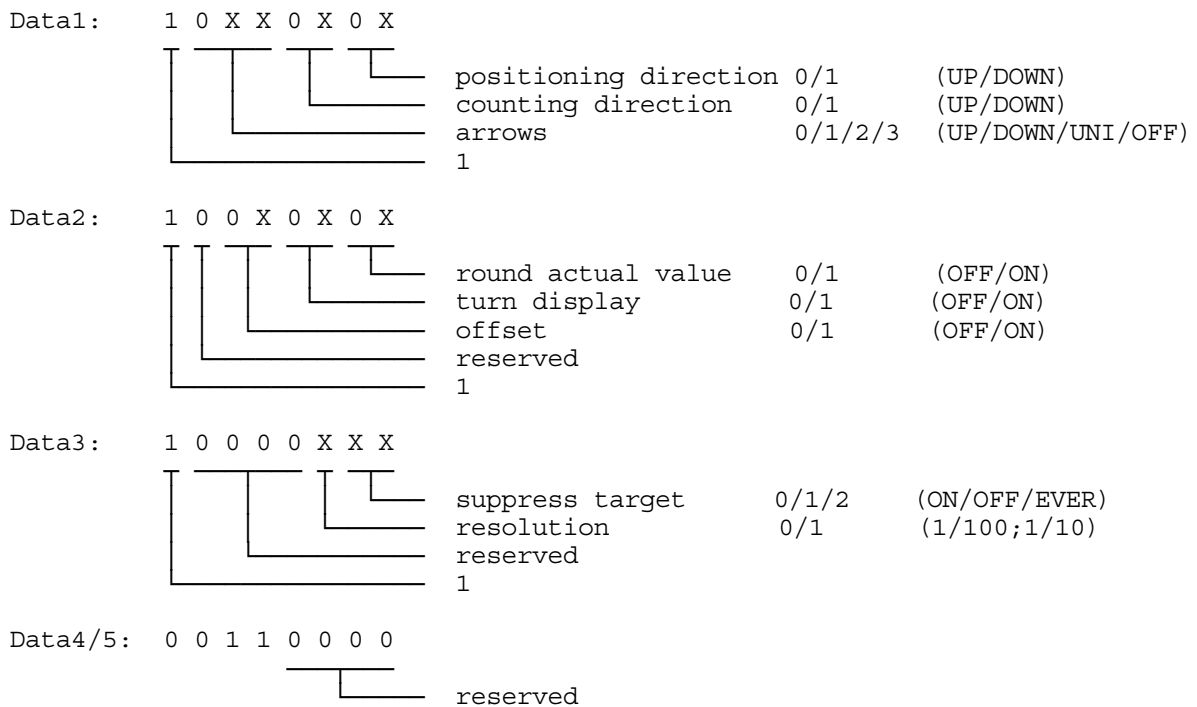 Data1: 1 0 X X 0 X 0 X
positioning direction 0/1 (UP/DOWN)
counting direction 0/1 (UP/DOWN)
arrows 0/1/2/3 (UP/DOWN/UNI/OFF)
1
Data2: 1 0 0 X 0 X 0 X
round actual value 0/1 (OFF/ON)
turn display 0/1 (OFF/ON)
offset 0/1 (OFF/ON)
reserved
1
Data3: 1 0 0 0 0 X X X
suppress target 0/1/2 (ON/OFF/EVER)
resolution 0/1 (1/100;1/10)
reserved
1
Data4/5: 0 0 1 1 0 0 0 0
reserved